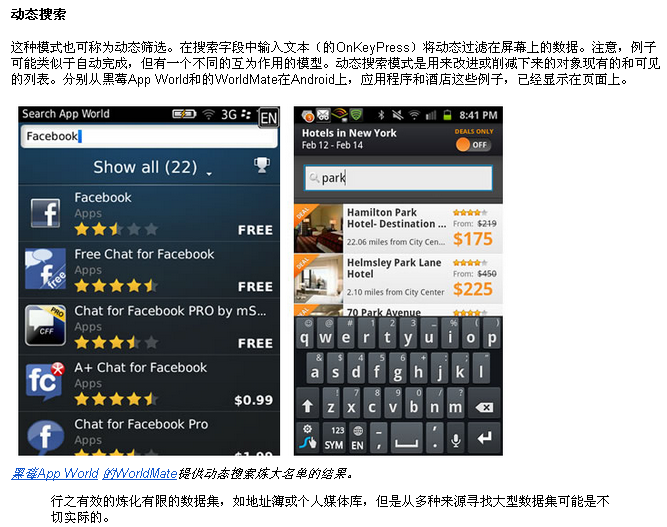 动态搜索
这种模式也可称为动态筛选。在搜索字段中输入文本（的OnKeyPress）将动态过滤在屏幕上的数据。注意，例子
可能类似于自动完成，但有一个不同的互为作用的模型。动态搜索模式是用来改进或削减下来的对象现有的和可见
的列表。分别从黑莓App World和的WorldMate在Android上，应用程序和酒店这些例子，已经显示在页面上。
Search App World
3G
EN
Facebook
Show all (22)
Facebook
Apps
FREE
Free Chat for Facebook
Apps
FREE
Chat for Facebook PRO by mS...
Apps
FREE
A+ Chat for Facebook
Apps
$0.99
Chat for Facebook Pro
Apps
$1.99
8:41 PM
Hotels in New York
Feb 12 - Feb 14
DEALS ONLY
OFF
park
DEAL
Hamilton Park
Hotel- Destination ...
22.06 miles from City Cen...
From: $219
$175
DEAL
Helmsley Park Lane
Hotel
2.10 miles from City Center
From: $450
$225
DEAL
70 Park Avenue
q w e r t y u i o p
a s d f g h j k l
z x c v b n m
123
SYM
EN
黑莓App World 的WorldMate提供动态搜索炼大名单的结果。
行之有效的炼化有限的数据集，如地址簿或个人媒体库，但是从多种来源寻找大型数据集可能是不
切实际的。